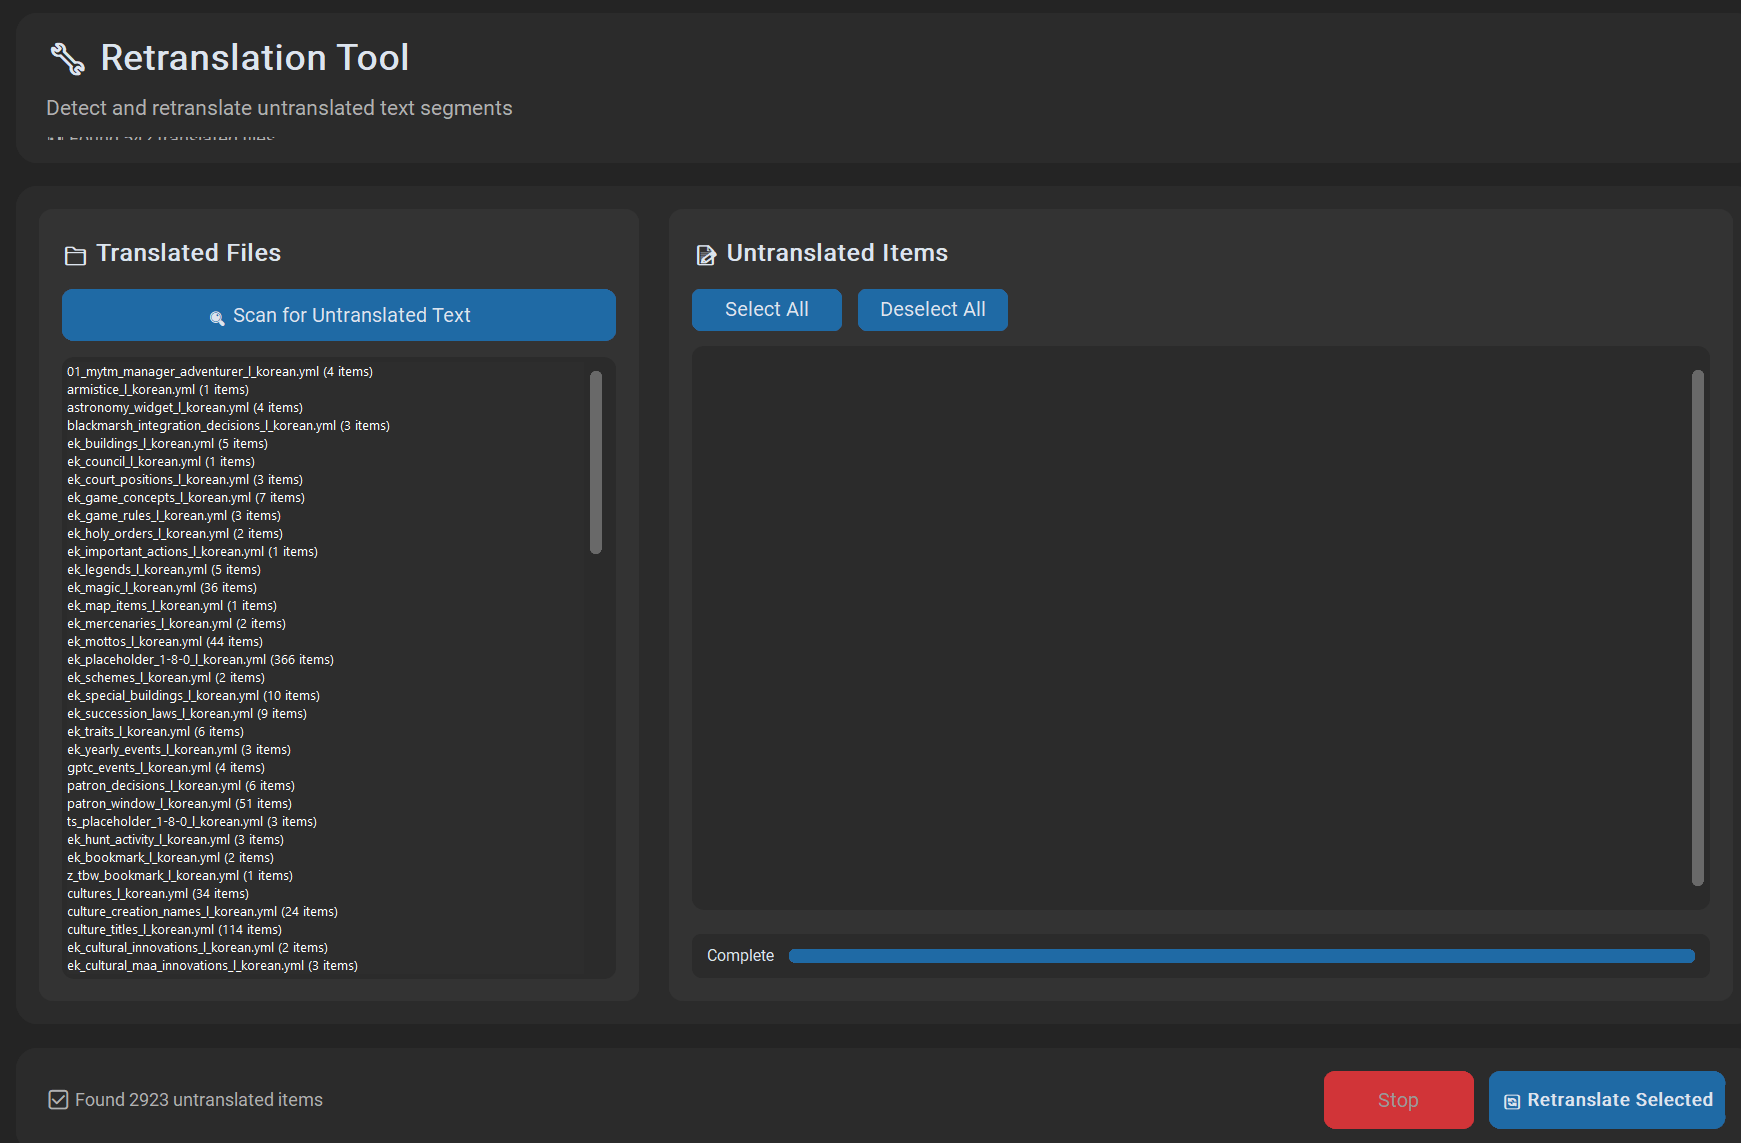 Retranslation Tool
Detect and retranslate untranslated text segments
Translated Files
Scan for Untranslated Text
01_mytm_manager_adventurer_l_korean.yml (4 items)
armistice_l_korean.yml (1 items)
astronomy_widget_l_korean.yml (4 items)
blackmarsh_integration_decisions_l_korean.yml (3 items)
ek_buildings_l_korean.yml (5 items)
ek_council_l_korean.yml (1 items)
ek_court_positions_l_korean.yml (3 items)
ek_game_concepts_l_korean.yml (7 items)
ek_game_rules_l_korean.yml (3 items)
ek_holy_orders_l_korean.yml (2 items)
ek_important_actions_l_korean.yml (1 items)
ek_legends_l_korean.yml (5 items)
ek_magic_l_korean.yml (36 items)
ek_map_items_l_korean.yml (1 items)
ek_mercenaries_l_korean.yml (2 items)
ek_mottos_l_korean.yml (44 items)
ek_placeholder_1-8-0_l_korean.yml (366 items)
ek_schemes_l_korean.yml (2 items)
ek_special_buildings_l_korean.yml (10 items)
ek_succession_laws_l_korean.yml (9 items)
ek_traits_l_korean.yml (6 items)
ek_yearly_events_l_korean.yml (3 items)
gptc_events_l_korean.yml (4 items)
patron_decisions_l_korean.yml (6 items)
patron_window_l_korean.yml (51 items)
ts_placeholder_1-8-0_l_korean.yml (3 items)
ek_hunt_activity_l_korean.yml (3 items)
ek_bookmark_l_korean.yml (2 items)
z_tbw_bookmark_l_korean.yml (1 items)
cultures_l_korean.yml (34 items)
culture_creation_names_l_korean.yml (24 items)
culture_titles_l_korean.yml (114 items)
ek_cultural_innovations_l_korean.yml (2 items)
ek_cultural_maa_innovations_l_korean.yml (3 items)
Untranslated Items
Select All
Deselect All
Complete
Found 2923 untranslated items
Stop
Retranslate Selected